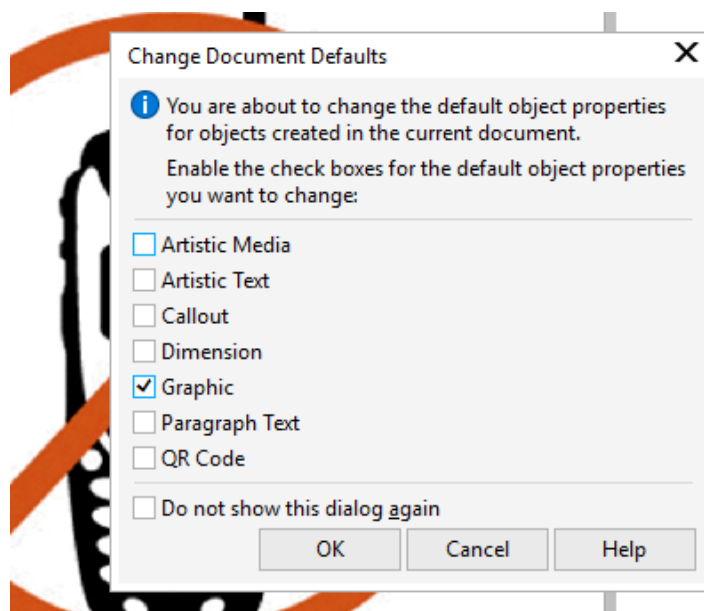 Change Document Defaults
You are about to change the default object properties
for objects created in the current document.
Enable the check boxes for the default object properties
you want to change:
Artistic Media
Artistic Text
Callout
Dimension
Graphic
Paragraph Text
QR Code
Do not show this dialog again
OK Cancel Help